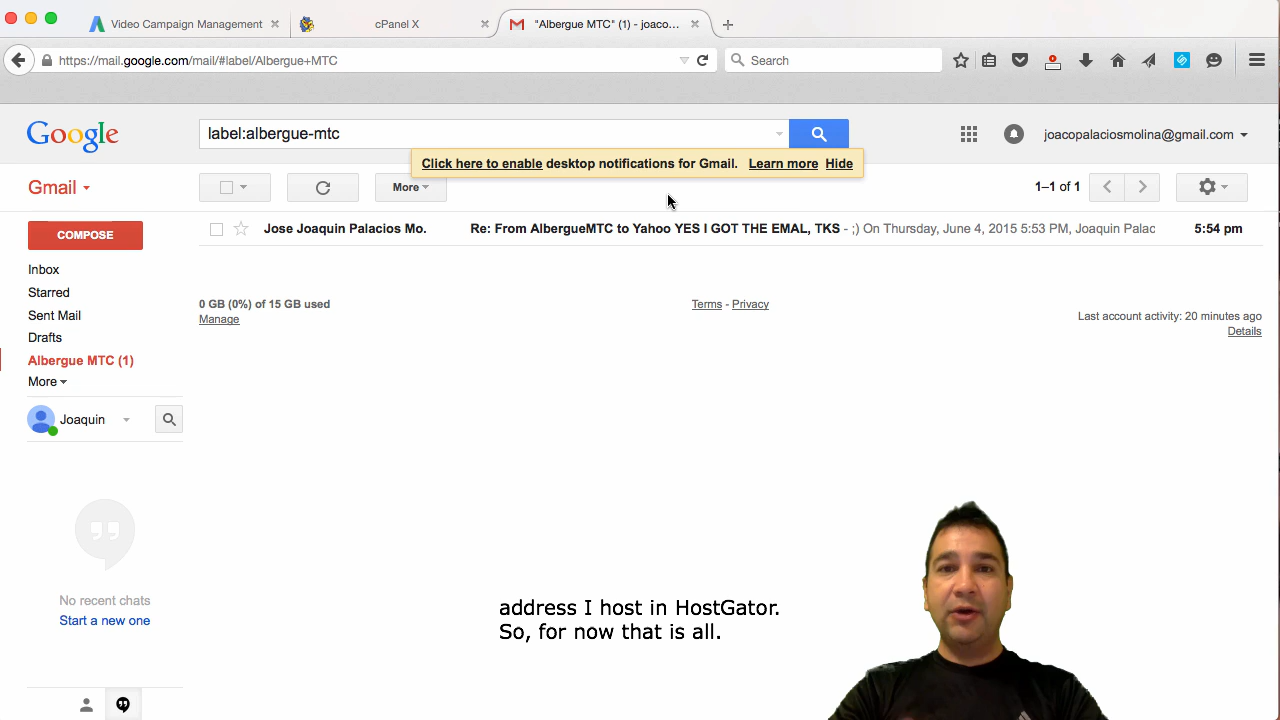 Video Campaign Management
cPanel X
"Albergue MTC" (1) - joaco...
https://mail.google.com/mail/#label/Albergue+MTC
Search
Google
label:albergue-mtc
joacopalaciosmolina@gmail.com
Click here to enable desktop notifications for Gmail. Learn more Hide
Gmail
More
1–1 of 1
COMPOSE
Jose Joaquin Palacios Mo.
Re: From AlbergueMTC to Yahoo YES I GOT THE EMAL, TKS - ;) On Thursday, June 4, 2015 5:53 PM, Joaquin Palac
5:54 pm
Inbox
Starred
Sent Mail
Drafts
Albergue MTC (1)
More
0 GB (0%) of 15 GB used
Manage
Terms - Privacy
Last account activity: 20 minutes ago
Details
Joaquin
No recent chats
Start a new one
address I host in HostGator.
So, for now that is all.